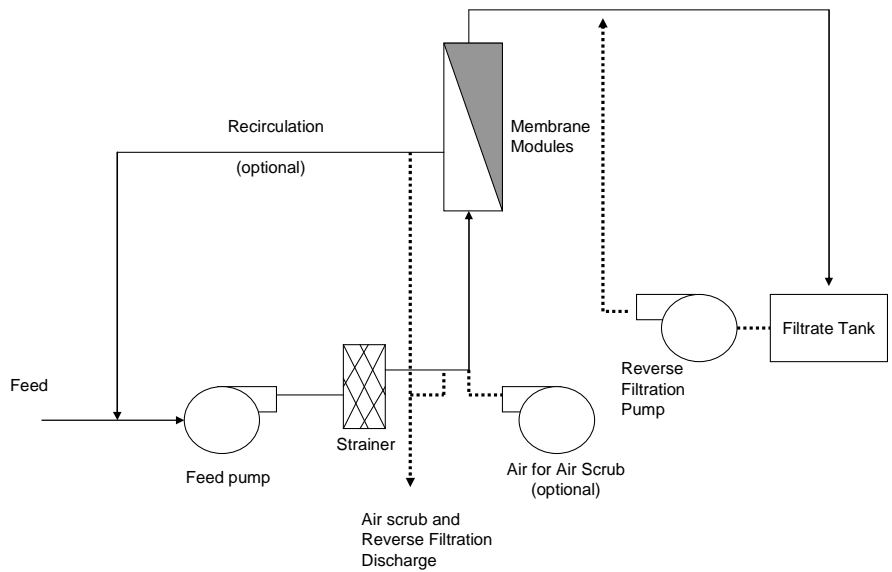 Recirculation
(optional)
Membrane
Modules
Filtrate Tank
Reverse
Filtration
Pump
Feed
Strainer
Feed pump
Air for Air Scrub
(optional)
Air scrub and
Reverse Filtration
Discharge